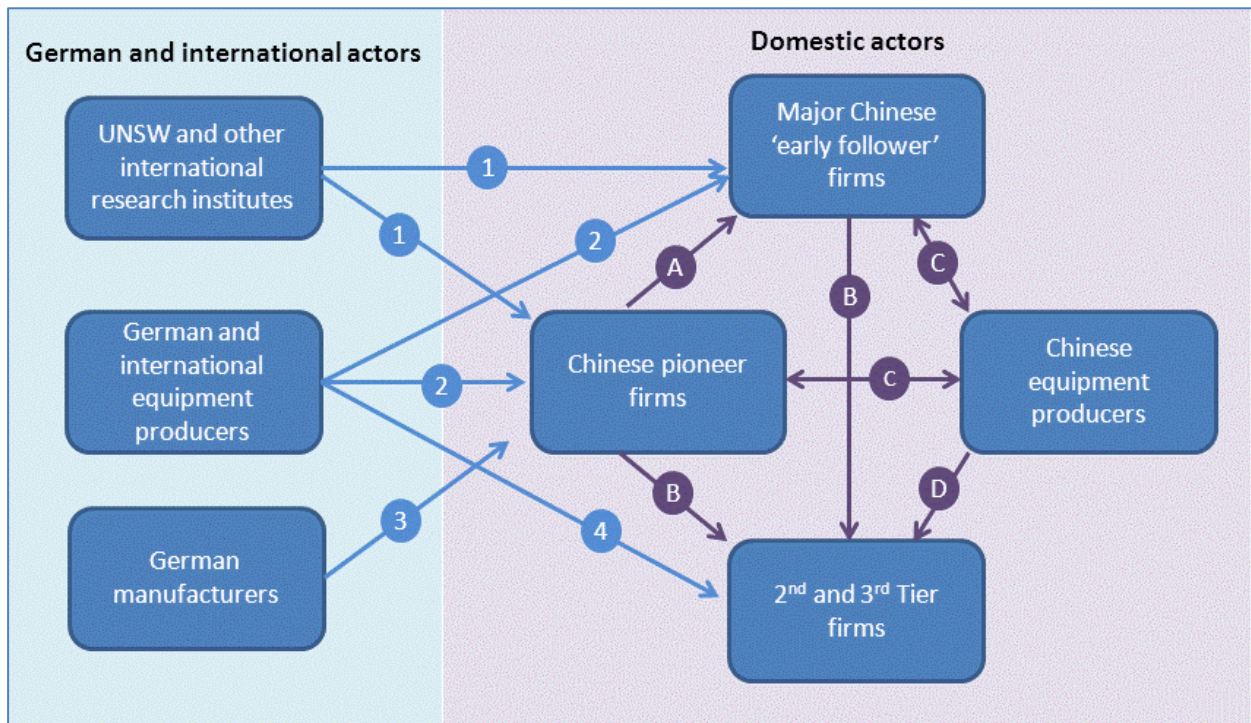 German and international actors
Domestic actors
UNSW and other
international
research institutes
German and
international
equipment
producers
German
manufacturers
Major Chinese
‘early follower’
firms
Chinese pioneer
firms
Chinese
equipment
producers
2nd and 3rd Tier
firms
1
1
2
2
3
4
A
B
B
C
C
D